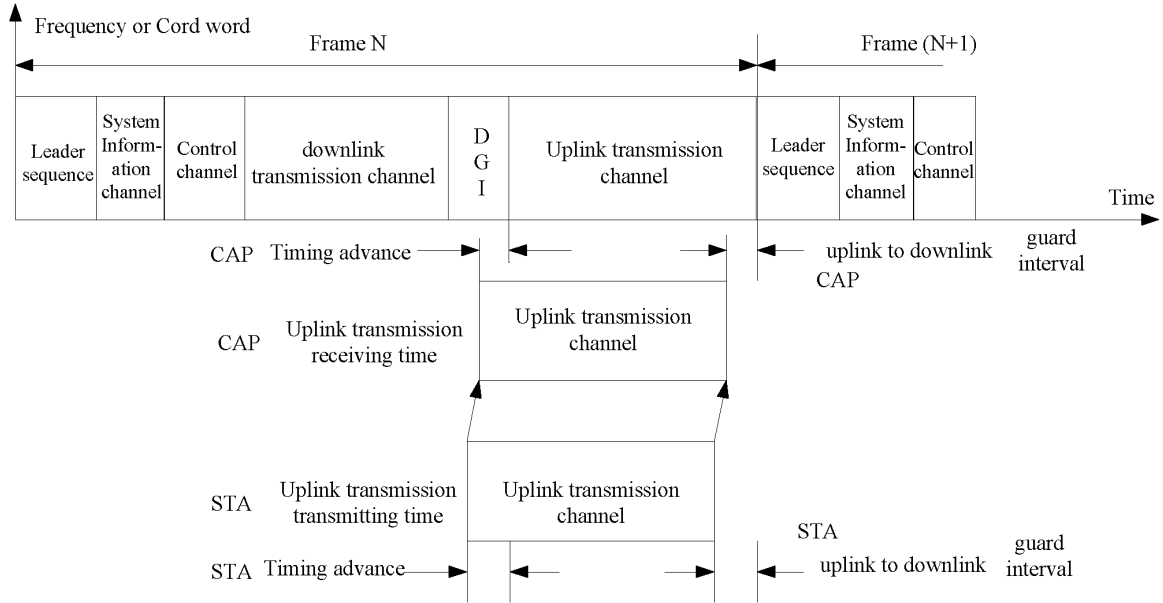 Frequency or Cord word
Frame N
Frame (N+1)
Leader
sequence
System
Inform-
ation
channel
Control
channel
downlink
transmission channel
D
G
I
Uplink transmission
channel
Leader
sequence
System
Inform-
ation
channel
Control
channel
Time
CAP Timing advance
uplink to downlink
CAP
guard
interval
CAP
Uplink transmission
receiving time
Uplink transmission
channel
STA
Uplink transmission
transmitting time
Uplink transmission
channel
STA Timing advance
STA
uplink to downlink
guard
interval